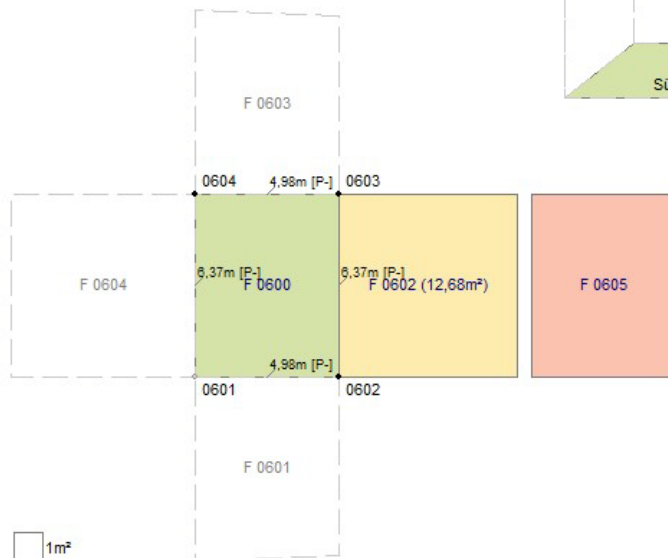 F 0603
Sü
0604
4,98m [P-]
0603
F 0604
6,37m [P-]
F 0600
6,37m [P-]
F 0602 (12,68m²)
F 0605
4,98m [P-]
0601
0602
F 0601
1m²